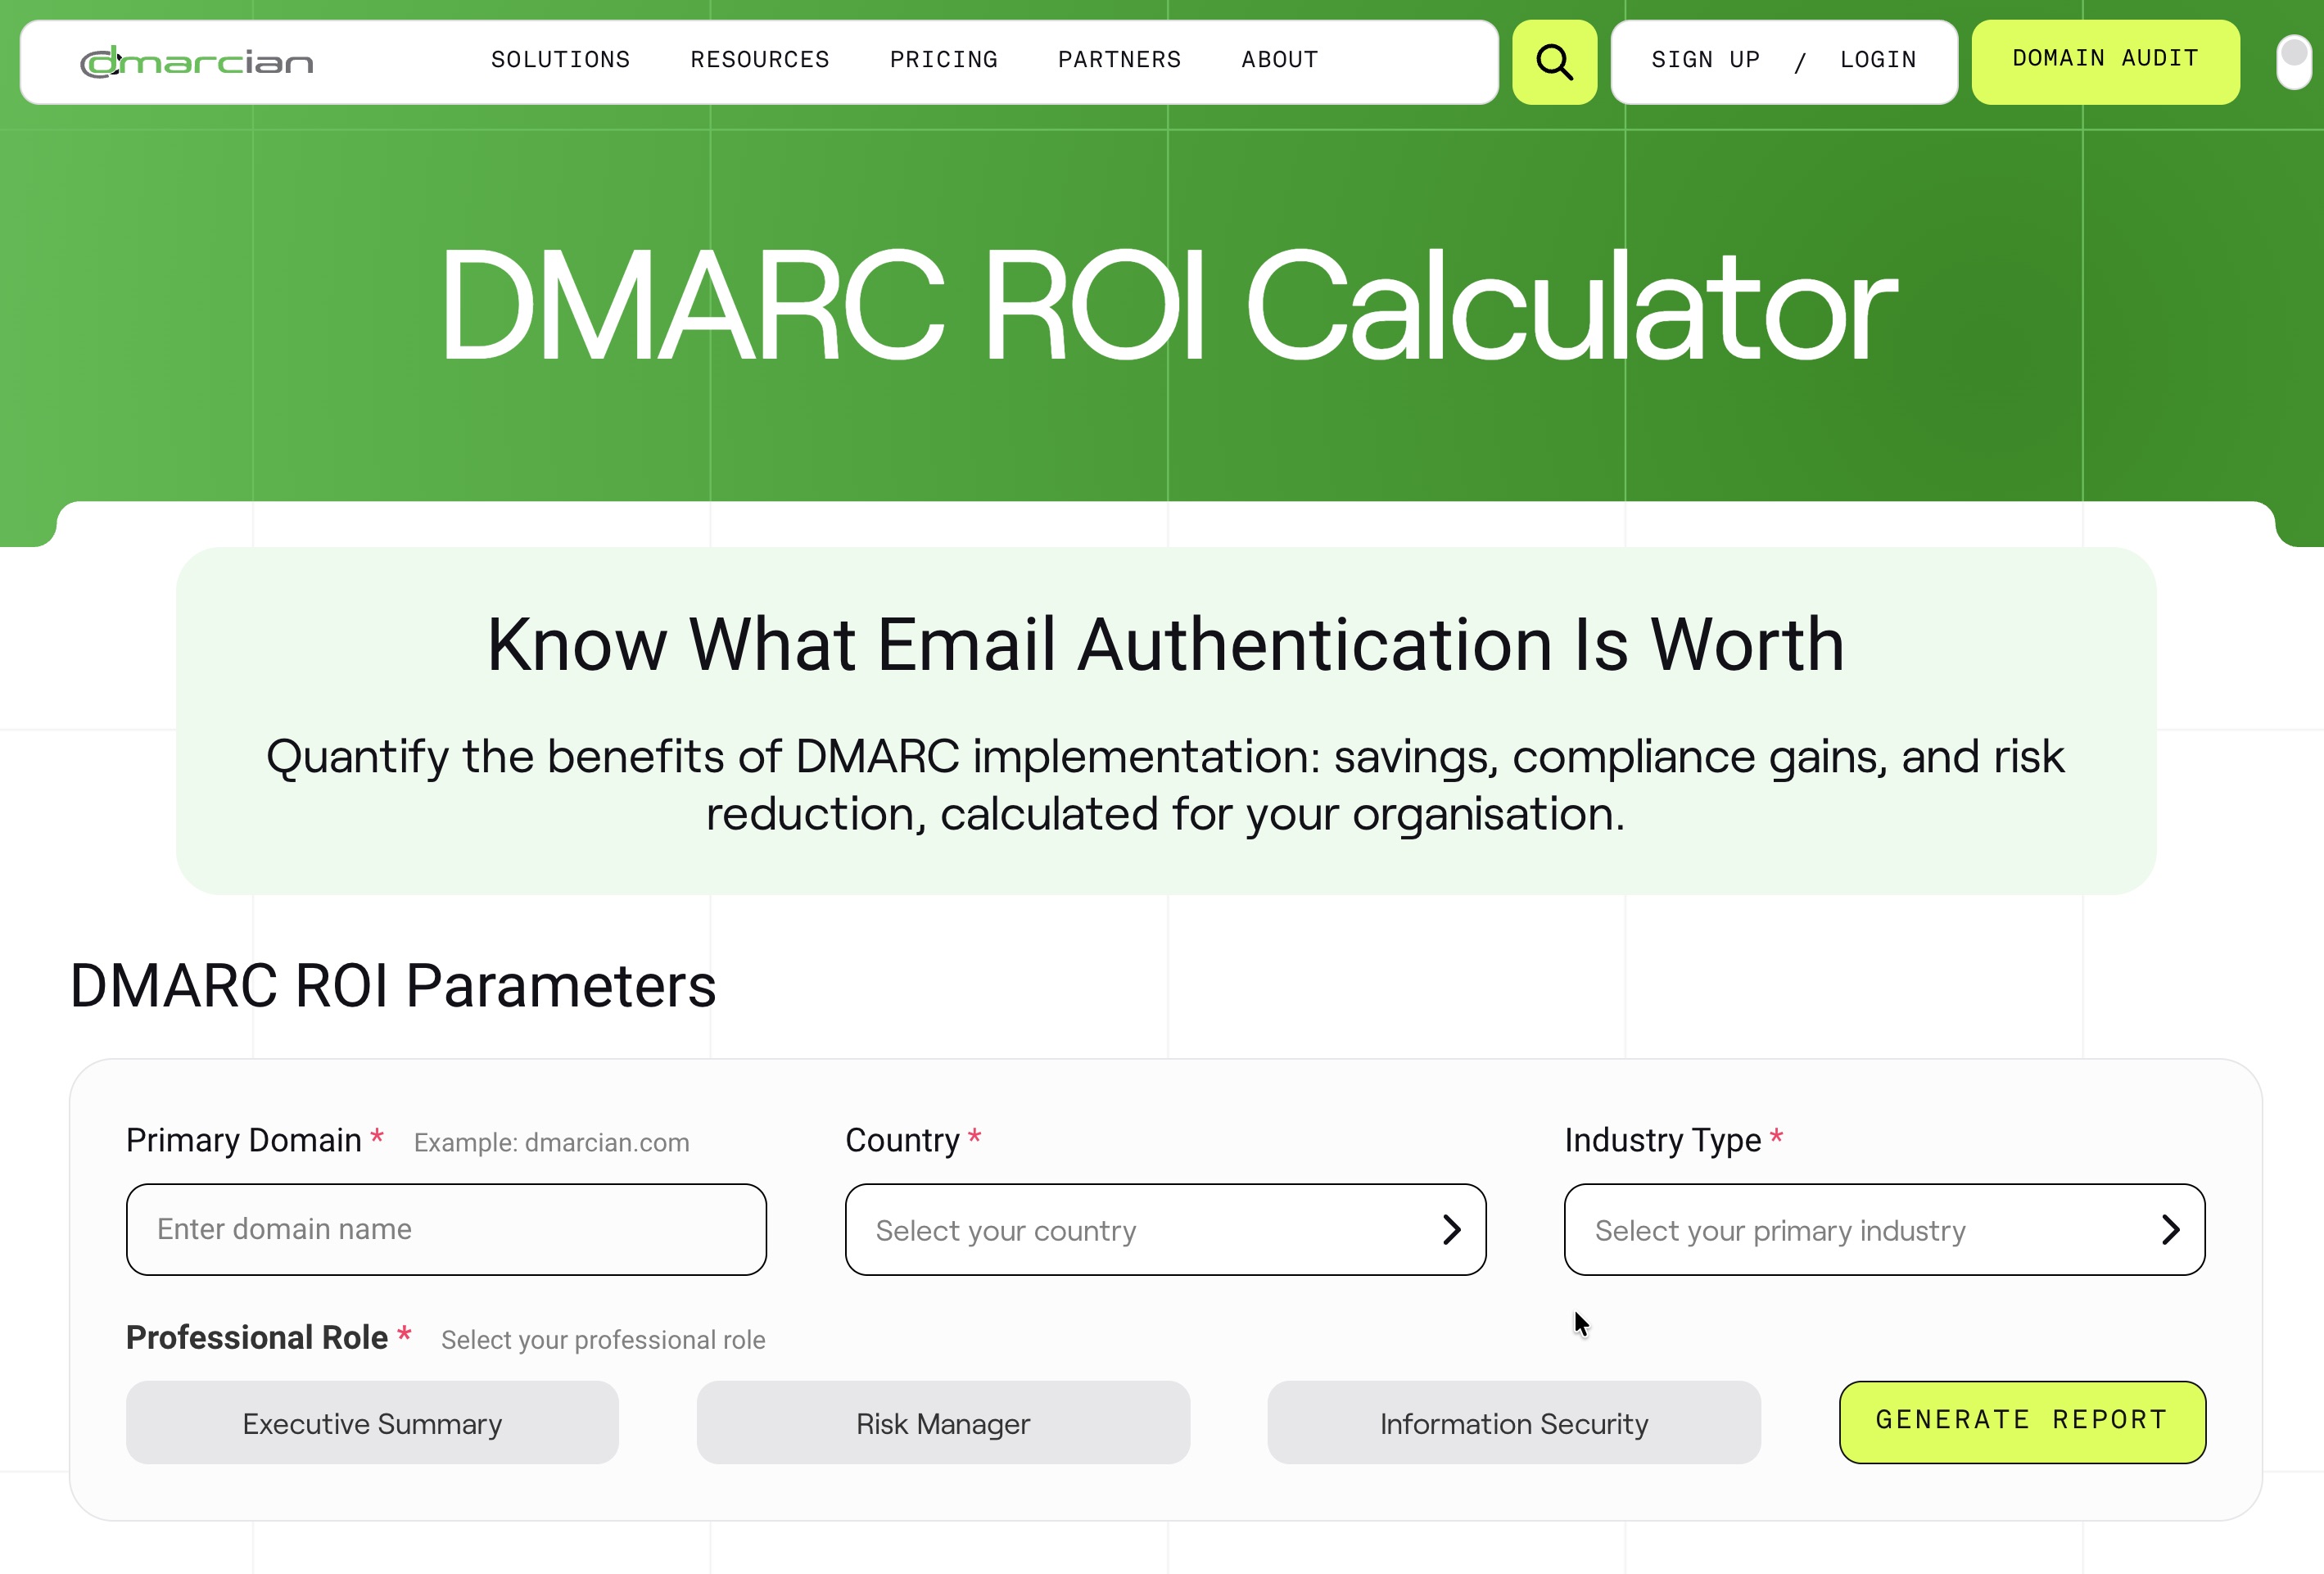 dmarcian
SOLUTIONS RESOURCES PRICING PARTNERS ABOUT
SIGN UP / LOGIN
DOMAIN AUDIT
DMARC ROI Calculator
Know What Email Authentication Is Worth
Quantify the benefits of DMARC implementation: savings, compliance gains, and risk
reduction, calculated for your organisation.
DMARC ROI Parameters
Primary Domain * Example: dmarcian.com
Enter domain name
Country *
Select your country
Industry Type *
Select your primary industry
Professional Role * Select your professional role
Executive Summary
Risk Manager
Information Security
GENERATE REPORT